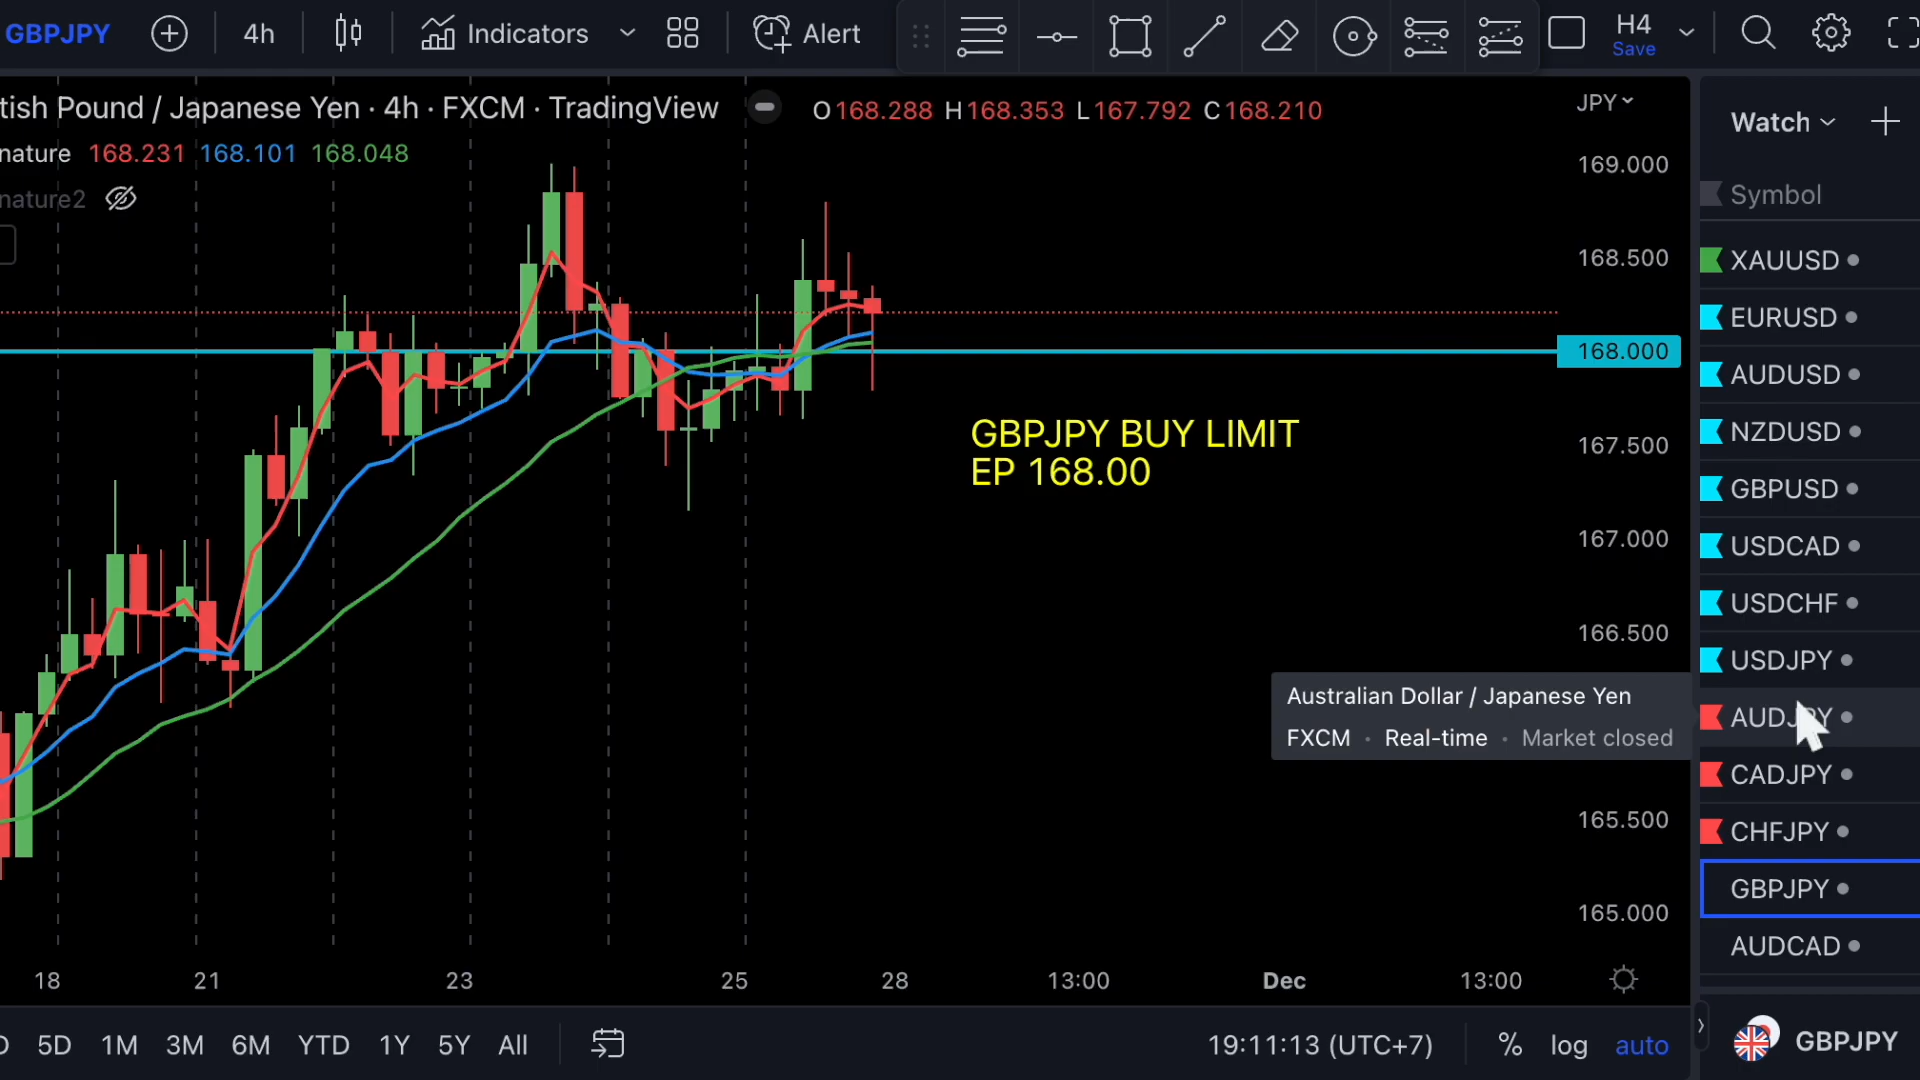 GBPJPY 4h Indicators Alert H4
Save
tish Pound / Japanese Yen · 4h · FXCM · TradingView O168.288 H168.353 L167.792 C168.210 JPY
Watch
nature 168.231 168.101 168.048
169.000
nature2
Symbol
168.500
XAUUSD
EURUSD
168.000
AUDUSD
GBPJPY BUY LIMIT
EP 168.00
167.500
NZDUSD
GBPUSD
167.000
USDCAD
USDCHF
166.500
USDJPY
Australian Dollar / Japanese Yen
FXCM · Real-time · Market closed
AUDJPY
CADJPY
165.500
CHFJPY
GBPJPY
165.000
AUDCAD
18 21 23 25 28 13:00 Dec 13:00
5D 1M 3M 6M YTD 1Y 5Y All 19:11:13 (UTC+7) % log auto
GBPJPY